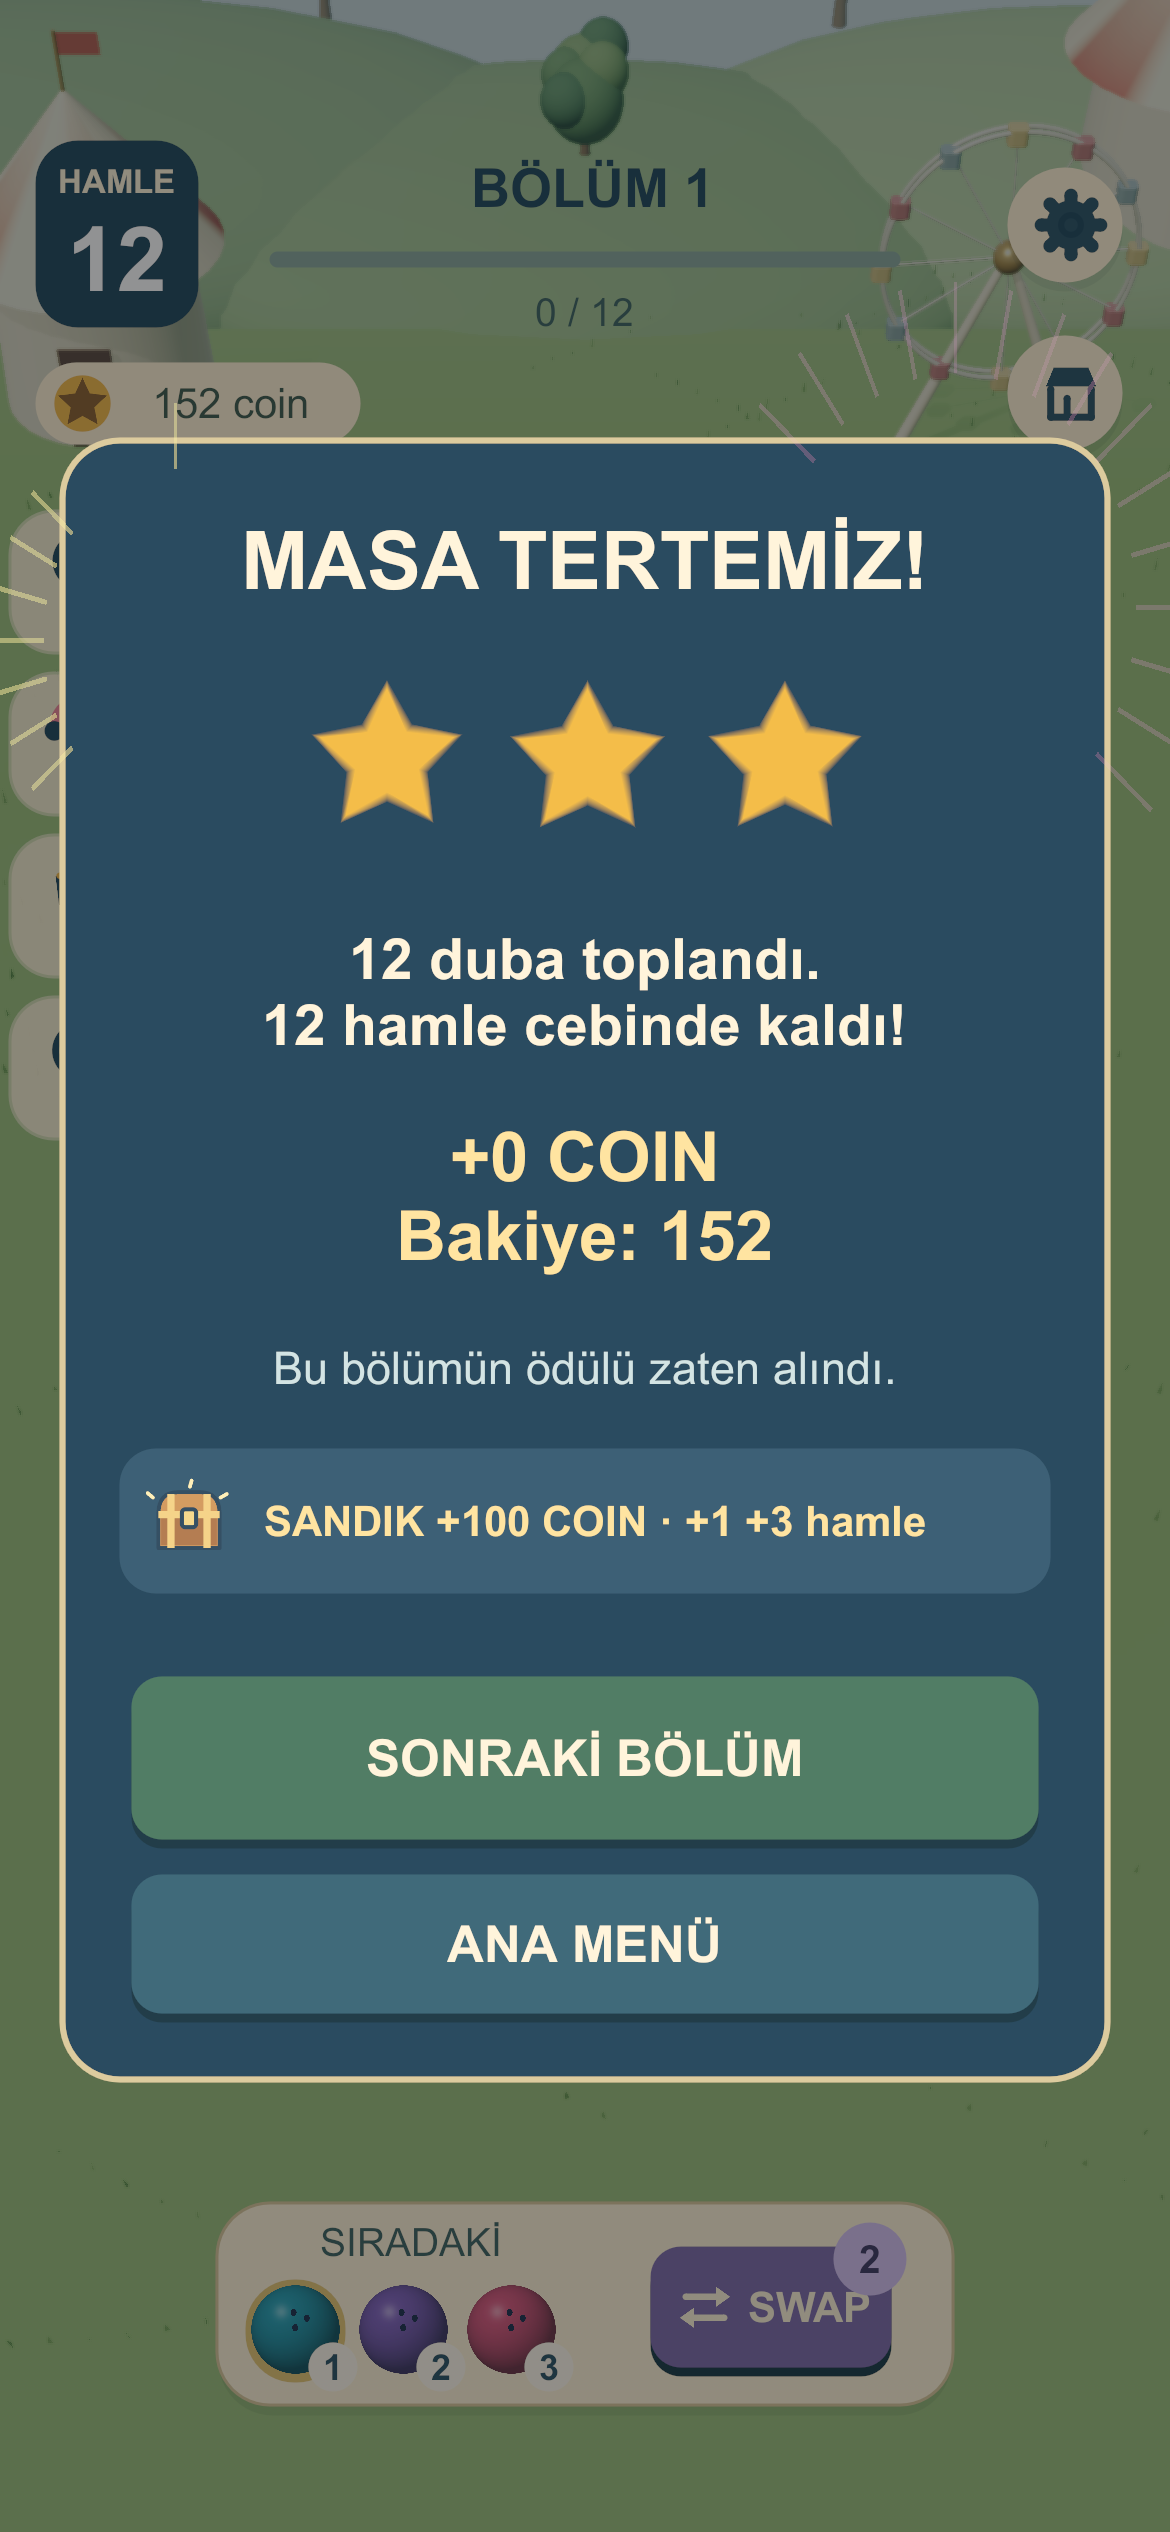 HAMLE
12
BÖLÜM 1
0 / 12
152 coin
MASA TERTEMİZ!
12 duba toplandı.
12 hamle cebinde kaldı!
+0 COIN
Bakiye: 152
Bu bölümün ödülü zaten alındı.
SANDIK +100 COIN · +1 +3 hamle
SONRAKİ BÖLÜM
ANA MENÜ
SIRADAKİ
1
2
3
SWAP
2